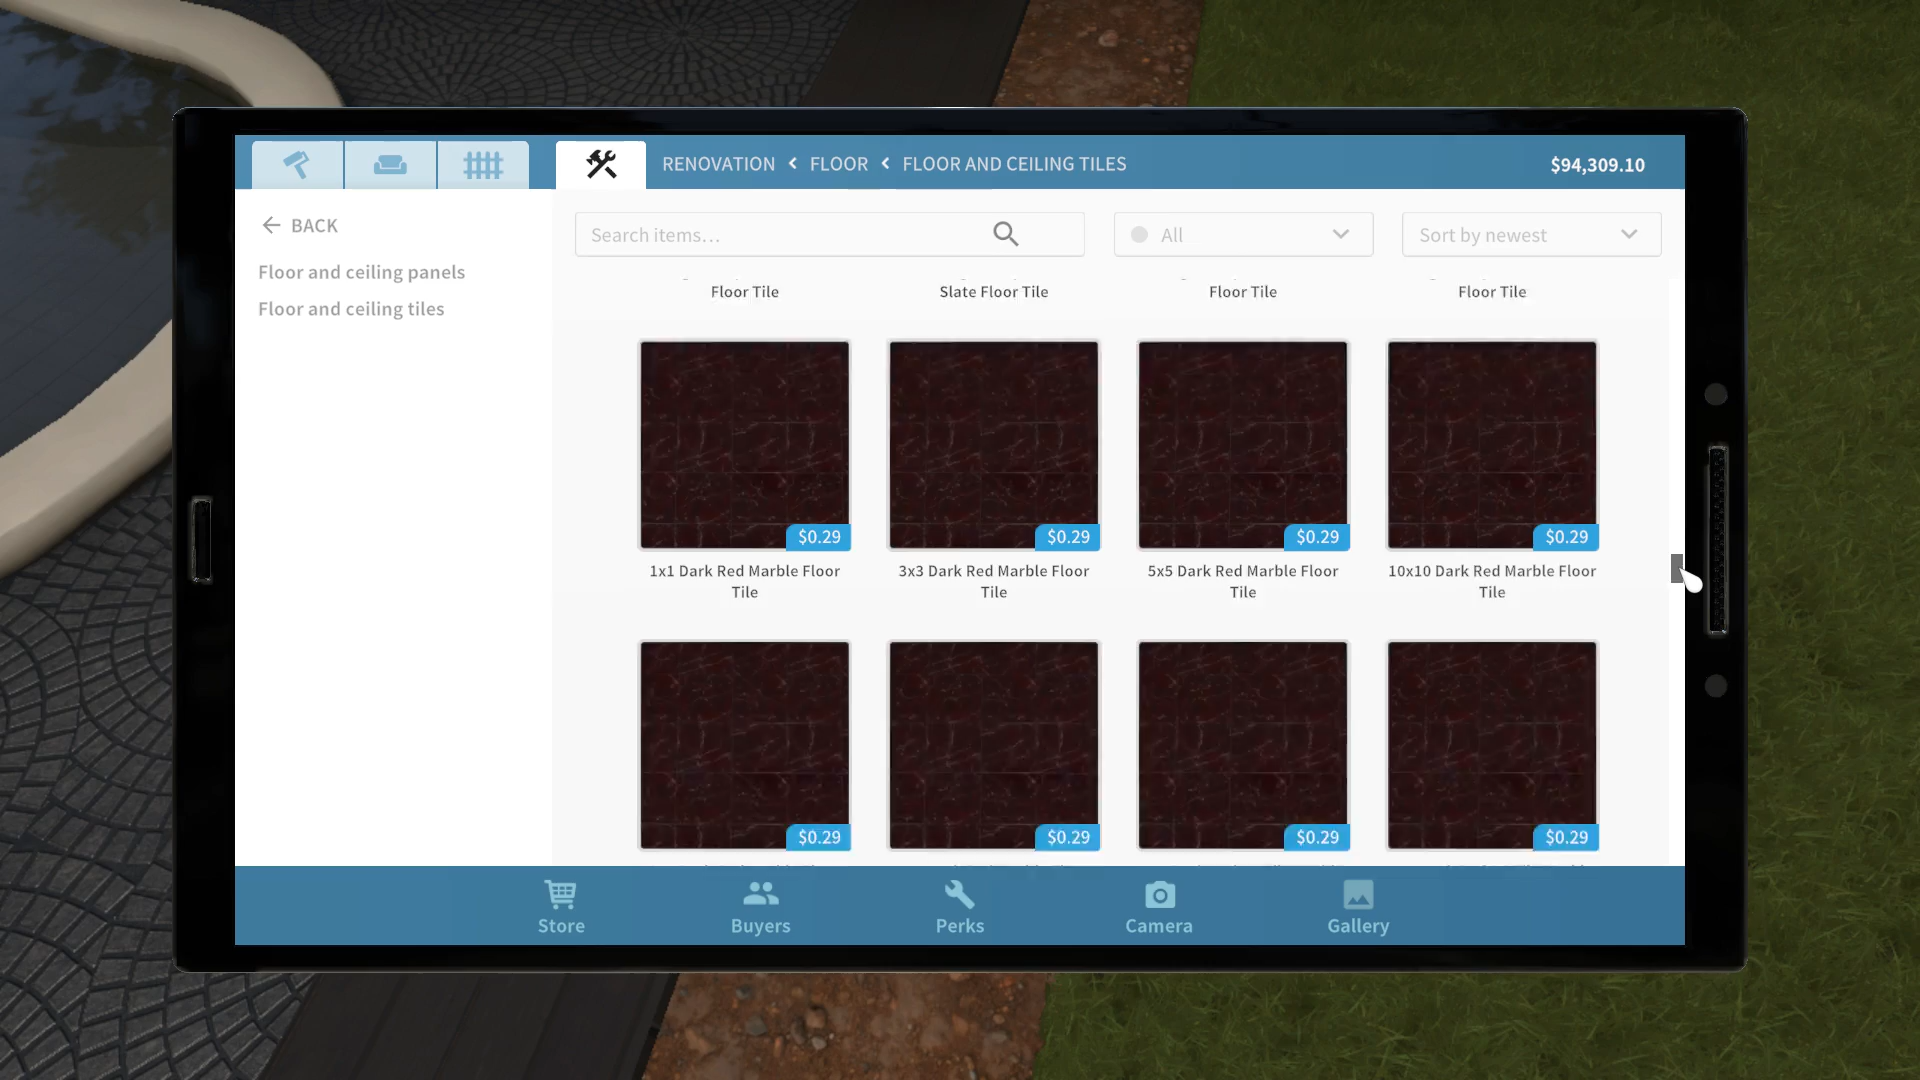 RENOVATION < FLOOR < FLOOR AND CEILING TILES
$94,309.10
BACK
Floor and ceiling panels
Floor and ceiling tiles
Search items...
All
Sort by newest
Floor Tile
Slate Floor Tile
Floor Tile
Floor Tile
$0.29
$0.29
$0.29
$0.29
1x1 Dark Red Marble Floor
Tile
3x3 Dark Red Marble Floor
Tile
5x5 Dark Red Marble Floor
Tile
10x10 Dark Red Marble Floor
Tile
$0.29
$0.29
$0.29
$0.29
Store
Buyers
Perks
Camera
Gallery